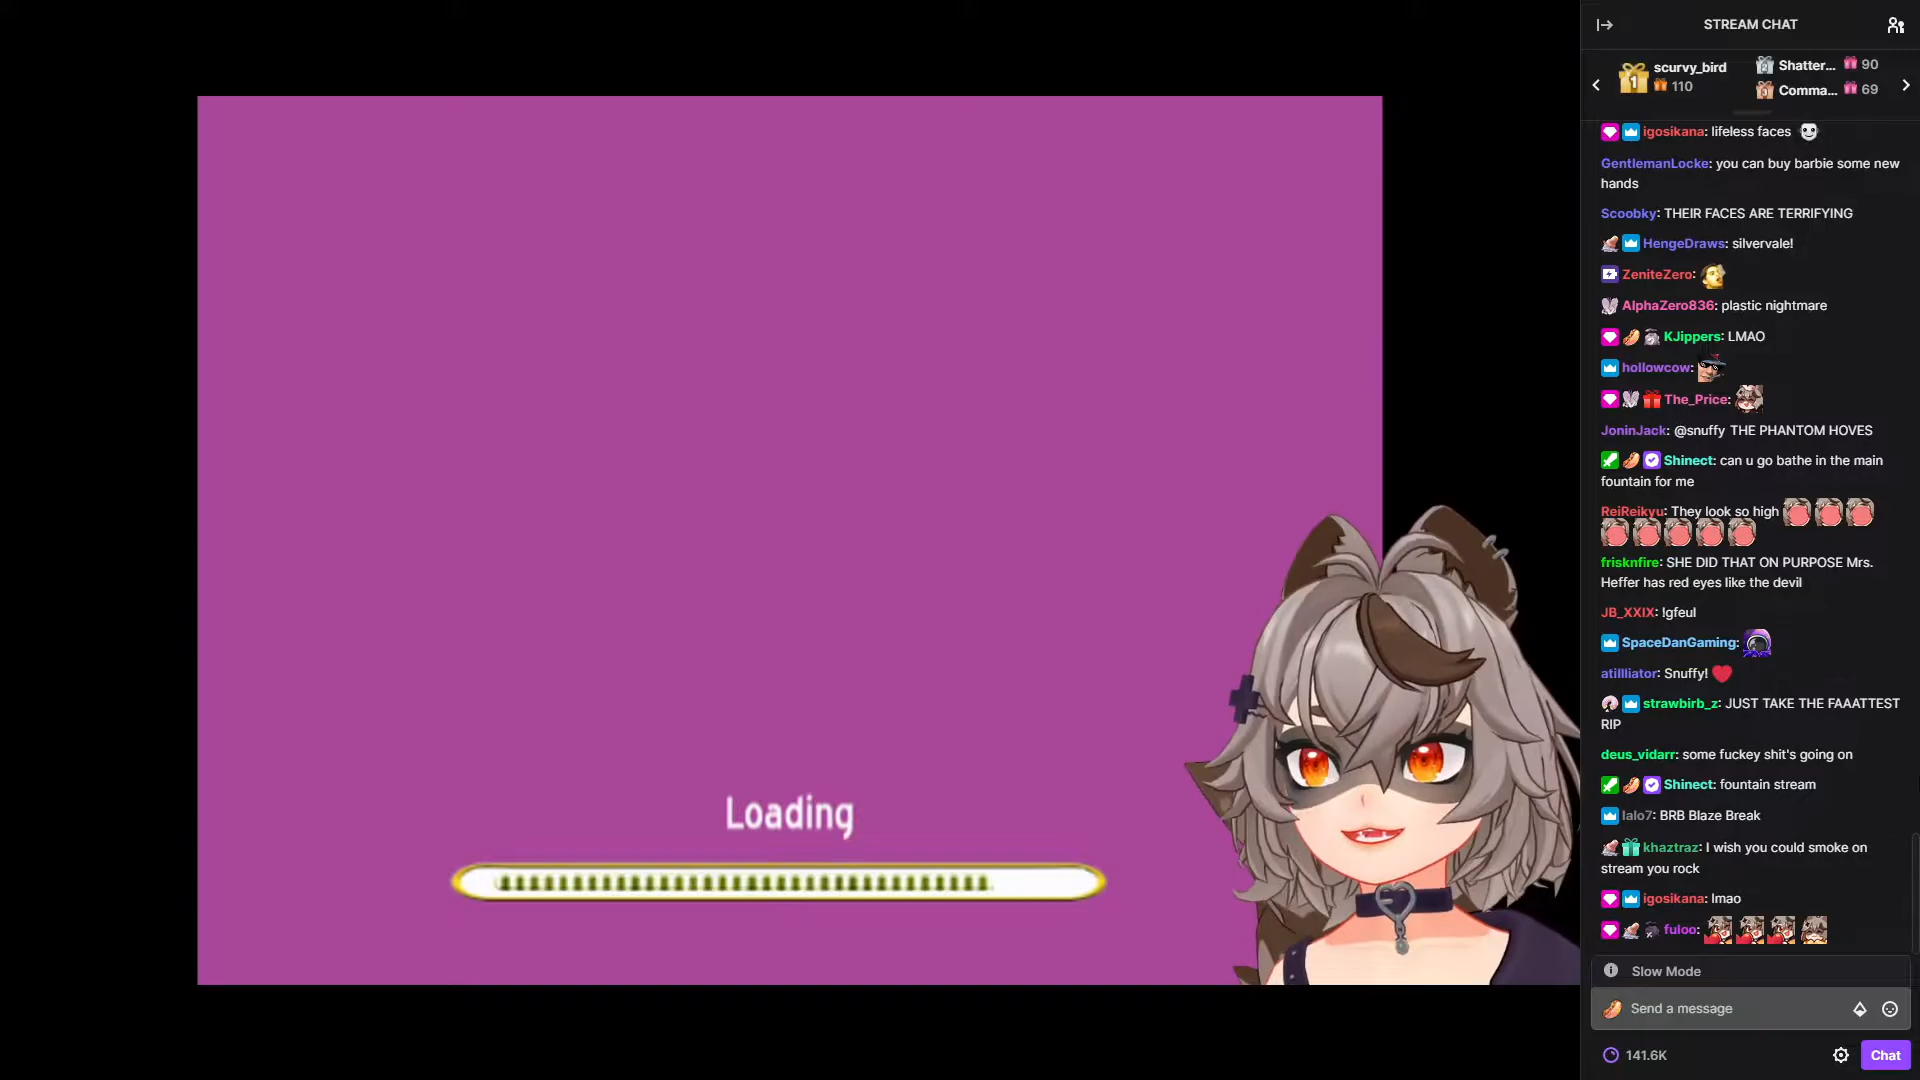 STREAM CHAT
scurvy_bird
110
Shatter... 90
Comma... 69
igosikana: lifeless faces
GentlemanLocke: you can buy barbie some new
hands
Scoobky: THEIR FACES ARE TERRIFYING
HengeDraws: silvervale!
ZeniteZero:
AlphaZero836: plastic nightmare
KJippers: LMAO
hollowcow:
The_Price:
JoninJack: @snuffy THE PHANTOM HOVES
Shinect: can u go bathe in the main
fountain for me
ReiReikyu: They look so high
frisknfire: SHE DID THAT ON PURPOSE Mrs.
Heffer has red eyes like the devil
JB_XXIX: !gfeul
SpaceDanGaming:
atillliator: Snuffy!
strawbirb_z: JUST TAKE THE FAAATTEST
RIP
deus_vidarr: some fuckey shit's going on
Shinect: fountain stream
lalo7: BRB Blaze Break
khaztraz: I wish you could smoke on
stream you rock
igosikana: lmao
fuloo:
Slow Mode
Send a message
141.6K
Chat
Loading